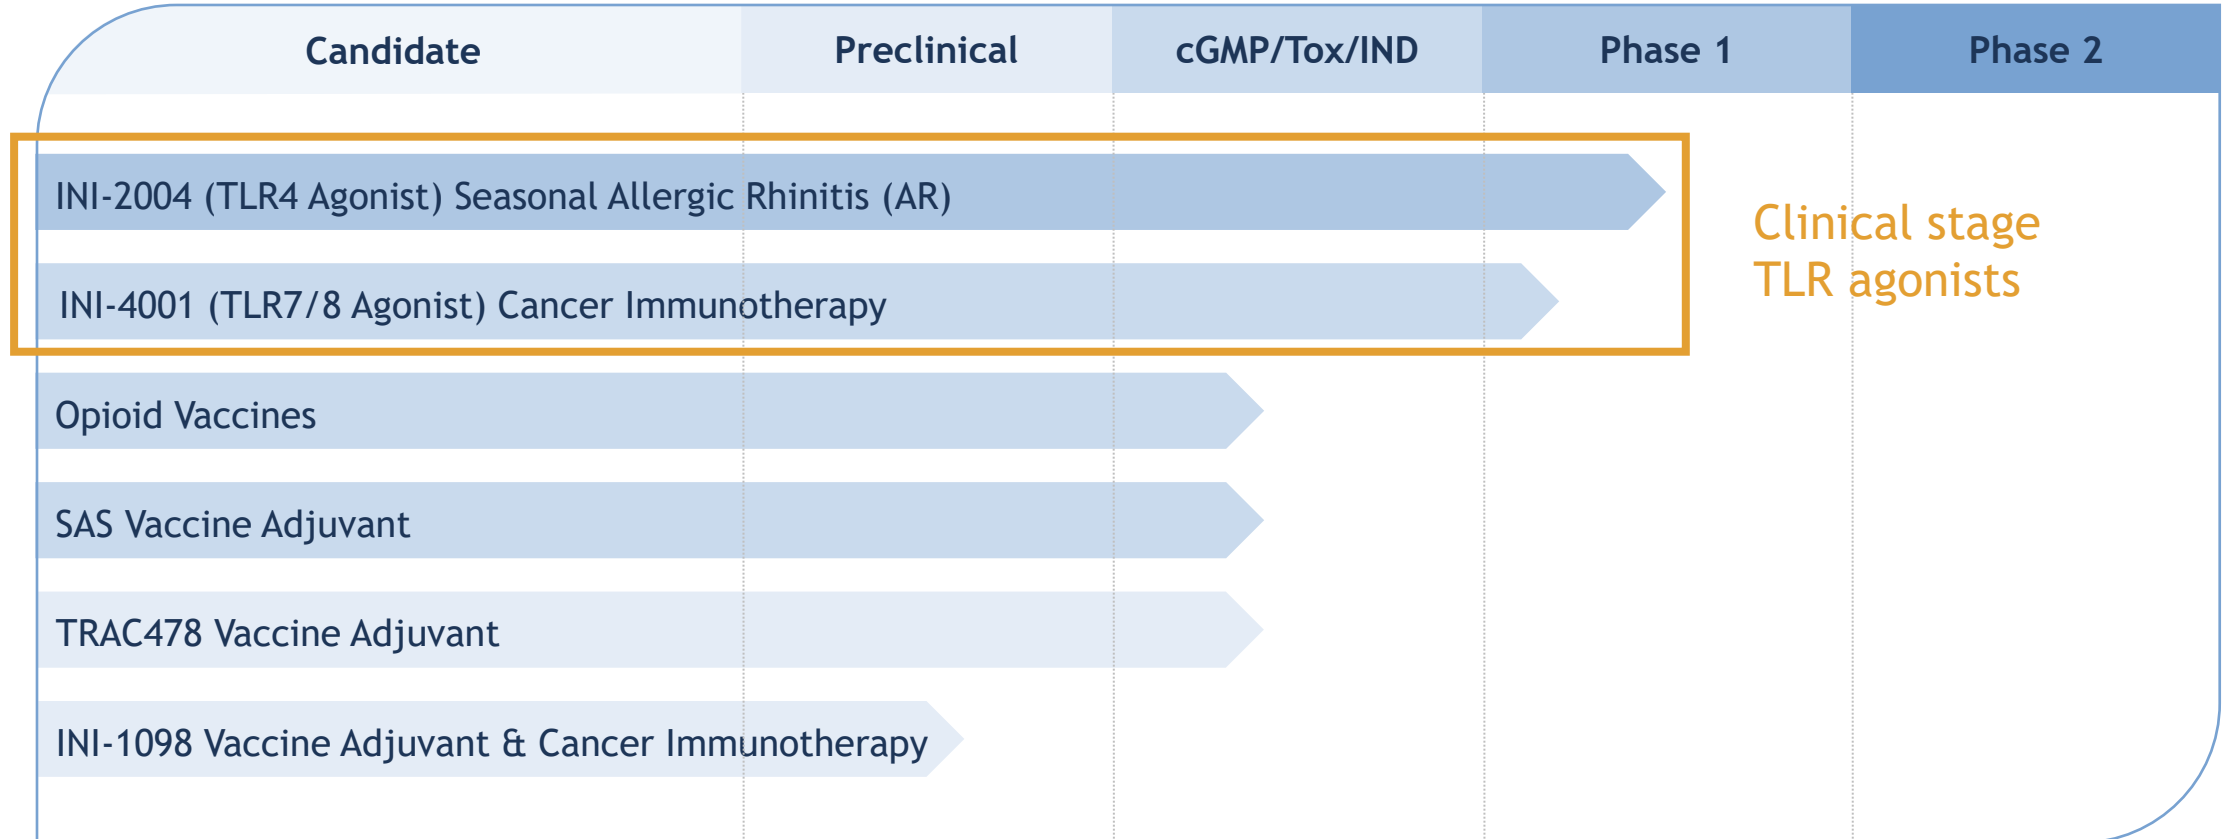 Candidate
Preclinical
cGMP/Tox/IND
Phase 1
Phase 2
INI-2004 (TLR4 Agonist) Seasonal Allergic Rhinitis (AR)
INI-4001 (TLR7/8 Agonist) Cancer Immunotherapy
Clinical stage
TLR agonists
Opioid Vaccines
SAS Vaccine Adjuvant
TRAC478 Vaccine Adjuvant
INI-1098 Vaccine Adjuvant & Cancer Immunotherapy